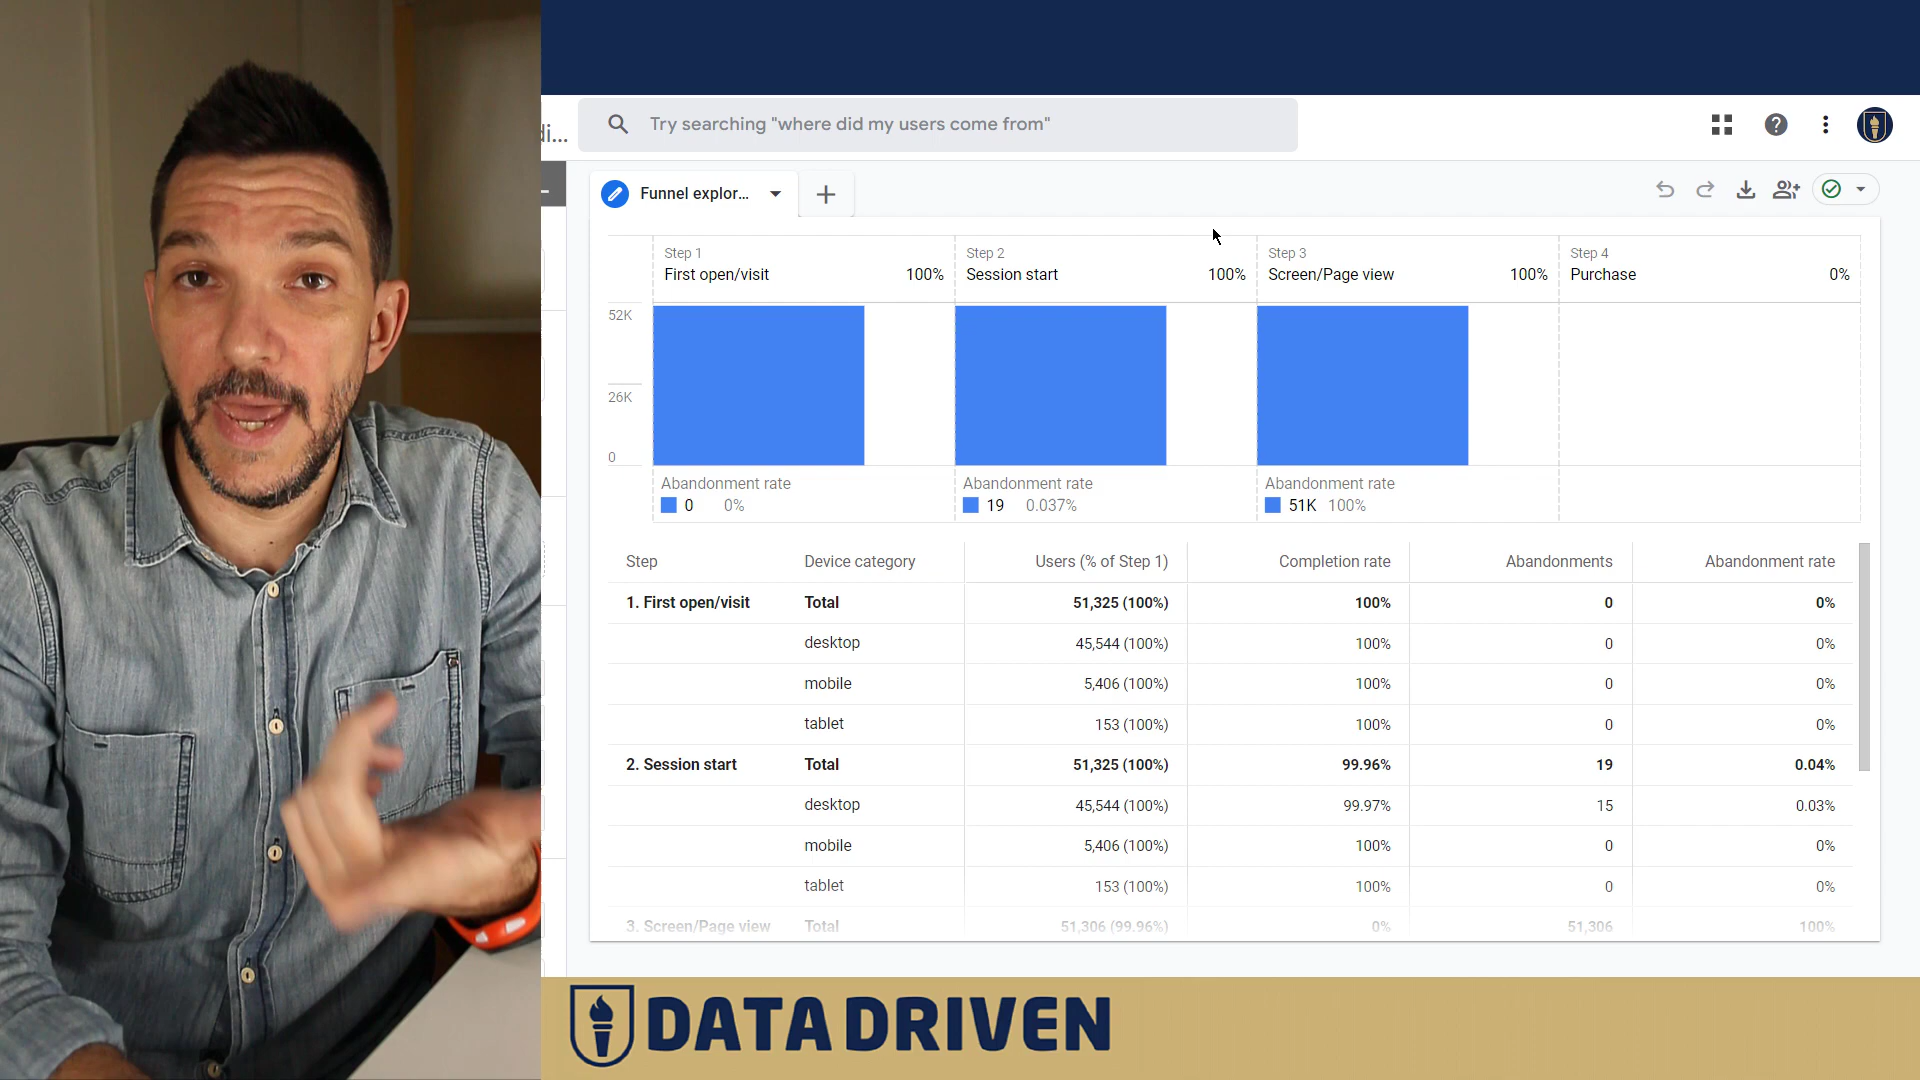 di...
Try searching "where did my users come from"
Funnel explor...
Step 1
First open/visit 100%
Step 2
Session start 100%
Step 3
Screen/Page view 100%
Step 4
Purchase 0%
52K
26K
0
Abandonment rate
0 0%
Abandonment rate
19 0.037%
Abandonment rate
51K 100%
Step Device category Users (% of Step 1) Completion rate Abandonments Abandonment rate
1. First open/visit Total 51,325 (100%) 100% 0 0%
desktop 45,544 (100%) 100% 0 0%
mobile 5,406 (100%) 100% 0 0%
tablet 153 (100%) 100% 0 0%
2. Session start Total 51,325 (100%) 99.96% 19 0.04%
desktop 45,544 (100%) 99.97% 15 0.03%
mobile 5,406 (100%) 100% 0 0%
tablet 153 (100%) 100% 0 0%
3. Screen/Page view Total 51,306 (99.96%) 0% 51,306 100%
DATA DRIVEN